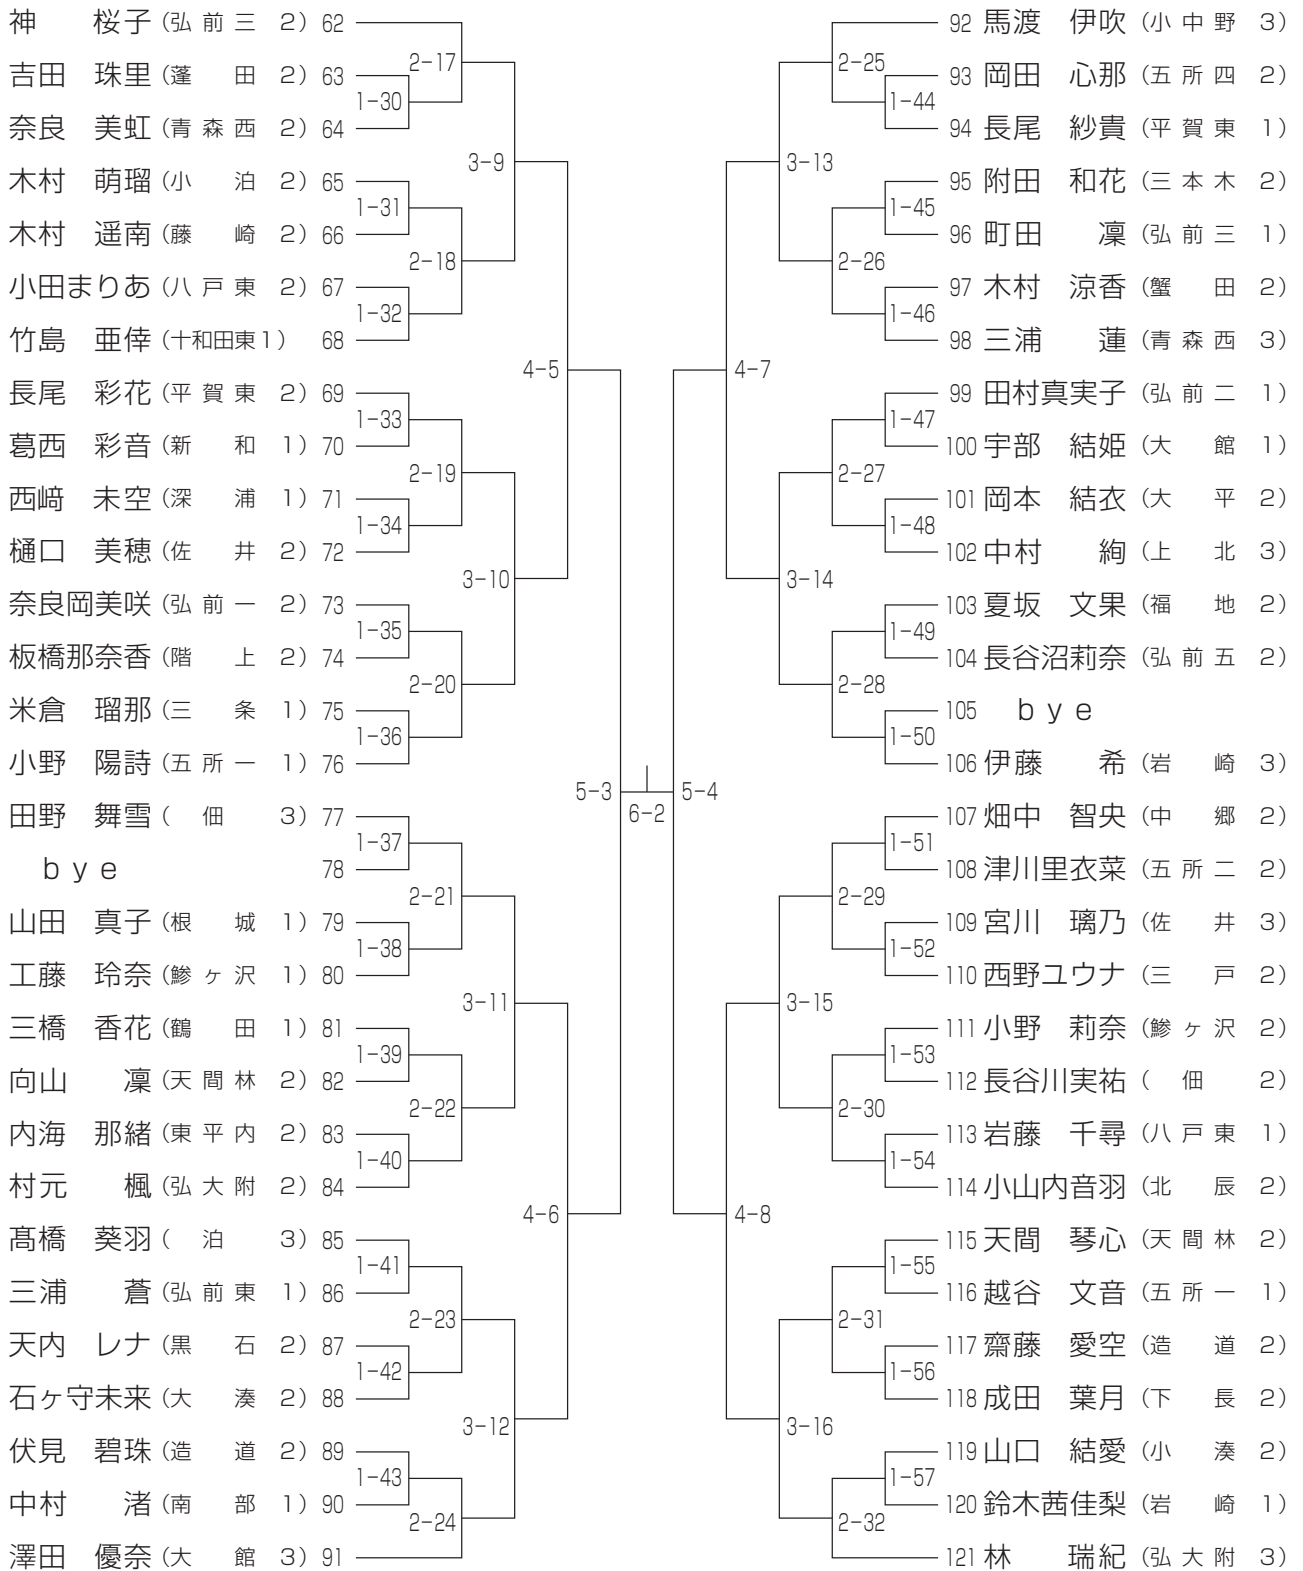 神　桜子 (弘前三 2) 62
吉田　珠里 (蓬田 2) 63
奈良　美虹 (青森西 2) 64
木村　萌瑠 (小泊 2) 65
木村　遥南 (藤崎 2) 66
小田まりあ (八戸東 2) 67
竹島　亜倖 (十和田東1) 68
長尾　彩花 (平賀東 2) 69
葛西　彩音 (新和 1) 70
西﨑　未空 (深浦 1) 71
樋口　美穂 (佐井 2) 72
奈良岡美咲 (弘前一 2) 73
板橋那奈香 (階上 2) 74
米倉　瑠那 (三条 1) 75
小野　陽詩 (五所一 1) 76
田野　舞雪 (佃 3) 77
bye 78
山田　真子 (根城 1) 79
工藤　玲奈 (鰺ヶ沢 1) 80
三橋　香花 (鶴田 1) 81
向山　凜 (天間林 2) 82
内海　那緒 (東平内 2) 83
村元　楓 (弘大附 2) 84
髙橋　葵羽 (泊 3) 85
三浦　蒼 (弘前東 1) 86
天内　レナ (黒石 2) 87
石ヶ守未来 (大湊 2) 88
伏見　碧珠 (造道 2) 89
中村　渚 (南部 1) 90
澤田　優奈 (大館 3) 91
1-30
1-31
1-32
1-33
1-34
1-35
1-36
1-37
1-38
1-39
1-40
1-41
1-42
1-43
2-17
2-18
2-19
2-20
2-21
2-22
2-23
2-24
3-9
3-10
3-11
3-12
4-5
4-6
5-3
6-2
5-4
4-7
4-8
3-13
3-14
3-15
3-16
2-25
2-26
2-27
2-28
2-29
2-30
2-31
2-32
1-44
1-45
1-46
1-47
1-48
1-49
1-50
1-51
1-52
1-53
1-54
1-55
1-56
1-57
92 馬渡　伊吹 (小中野 3)
93 岡田　心那 (五所四 2)
94 長尾　紗貴 (平賀東 1)
95 附田　和花 (三本木 2)
96 町田　凜 (弘前三 1)
97 木村　涼香 (蟹田 2)
98 三浦　蓮 (青森西 3)
99 田村真実子 (弘前二 1)
100 宇部　結姫 (大館 1)
101 岡本　結衣 (大平 2)
102 中村　絢 (上北 3)
103 夏坂　文果 (福地 2)
104 長谷沼莉奈 (弘前五 2)
105 bye
106 伊藤　希 (岩崎 3)
107 畑中　智央 (中郷 2)
108 津川里衣菜 (五所二 2)
109 宮川　璃乃 (佐井 3)
110 西野ユウナ (三戸 2)
111 小野　莉奈 (鰺ヶ沢 2)
112 長谷川実祐 (佃 2)
113 岩藤　千尋 (八戸東 1)
114 小山内音羽 (北辰 2)
115 天間　琴心 (天間林 2)
116 越谷　文音 (五所一 1)
117 齋藤　愛空 (造道 2)
118 成田　葉月 (下長 2)
119 山口　結愛 (小湊 2)
120 鈴木茜佳梨 (岩崎 1)
121 林　瑞紀 (弘大附 3)